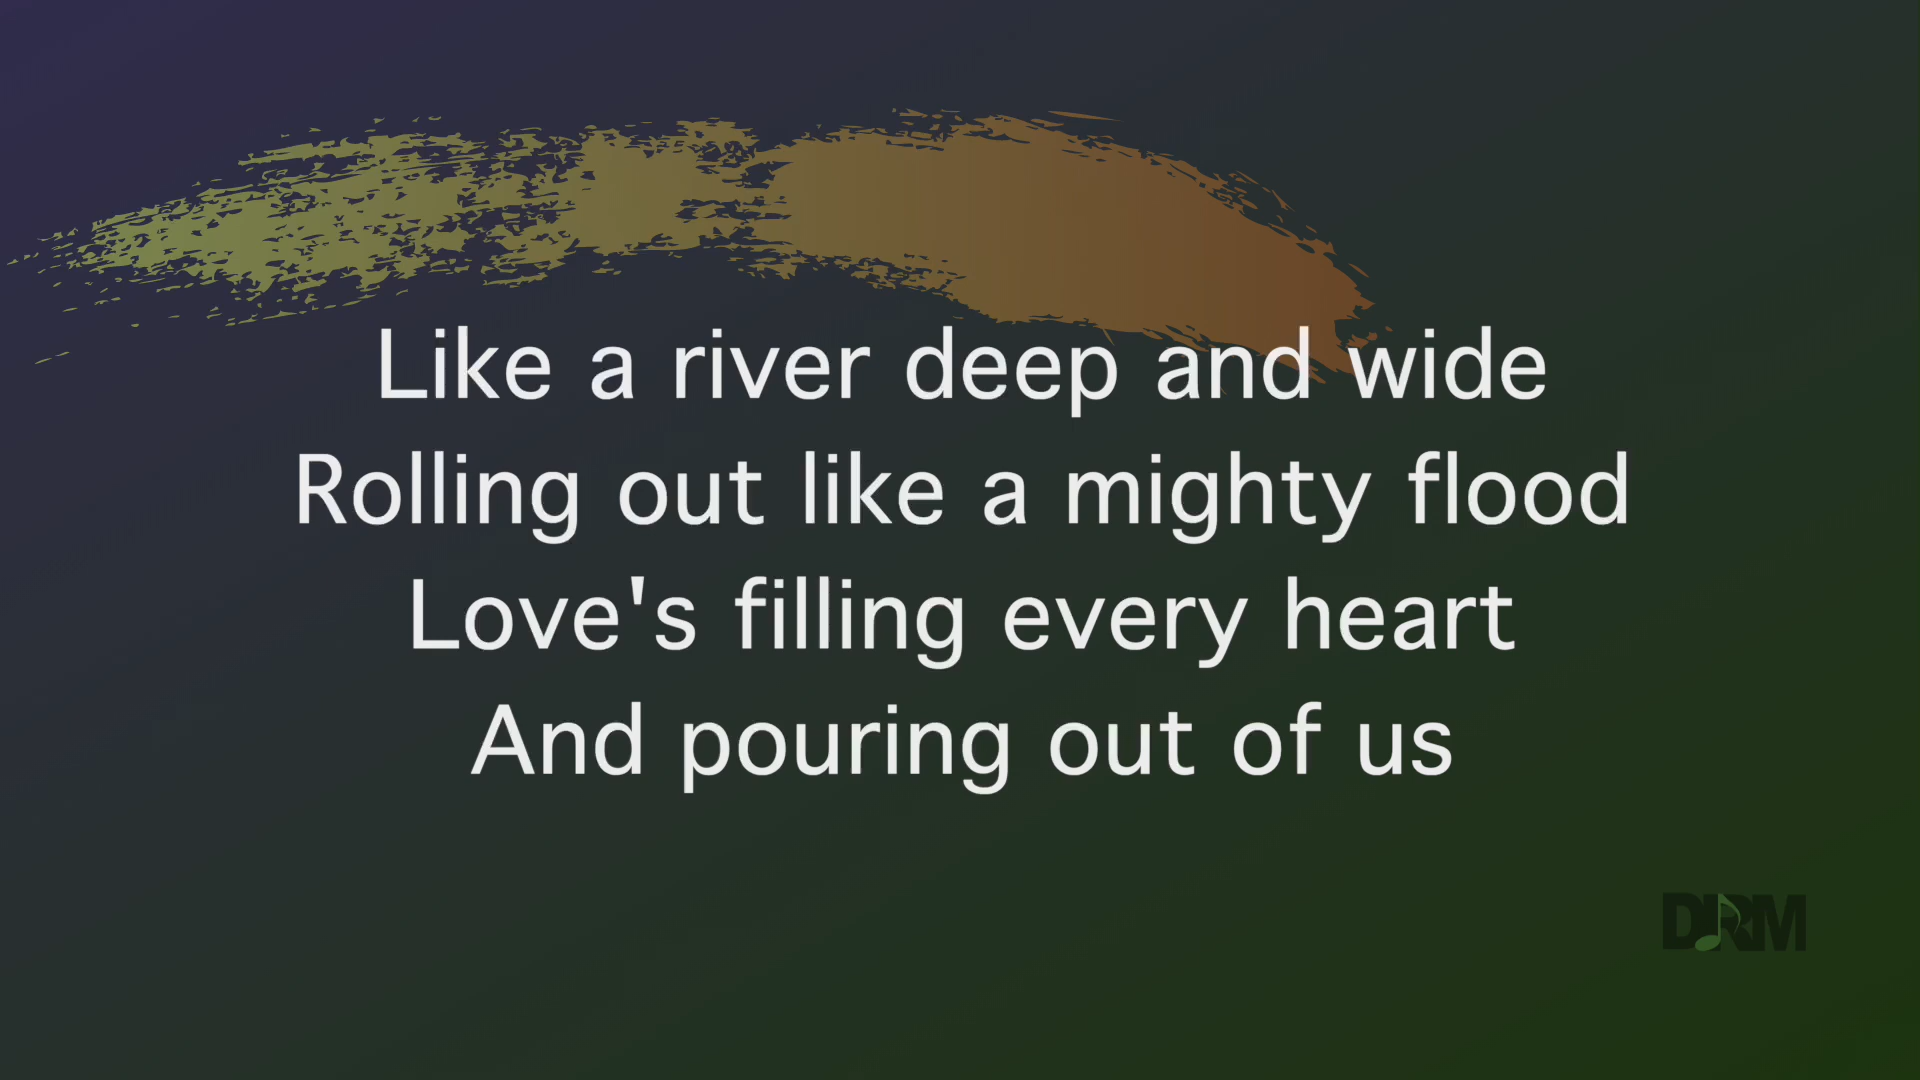 Like a river deep and wide
Rolling out like a mighty flood
Love's filling every heart
And pouring out of us
DRM